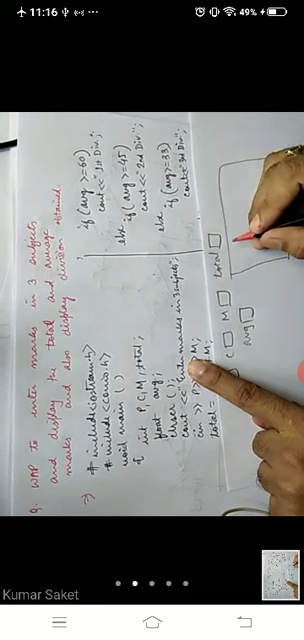 11:16
49%
Q. WAP to enter marks in 3 subjects
and display the total and average
marks and also display division obtained.
⇒ # include<iostream.h>
# include <conio.h>
void main ()
{ int P, C, M, total;
float avg;
clrscr ();
cout << "Enter marks in 3 subjects";
cin >> P
M;
total =
M;
if (avg >= 60)
cout << "1st Div.";
else if (avg >= 45)
cout << "2nd Div";
else if (avg >= 33)
cout << "3rd Div";
C
M
total
avg
Kumar Saket